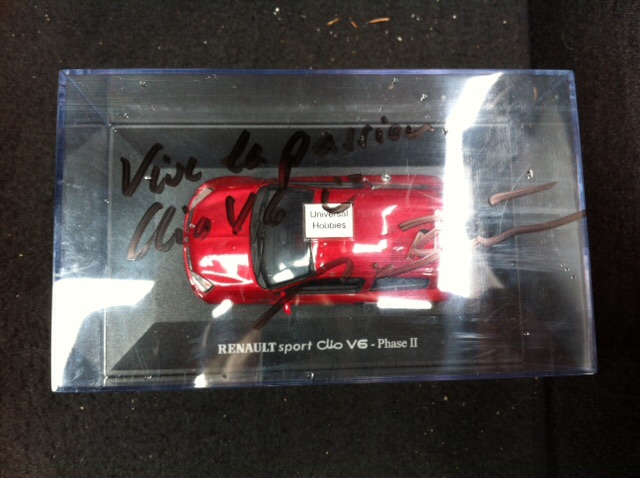 Vive la passion
Clio V6
Universal
Hobbies
RENAULT sport Clio V6 - Phase II